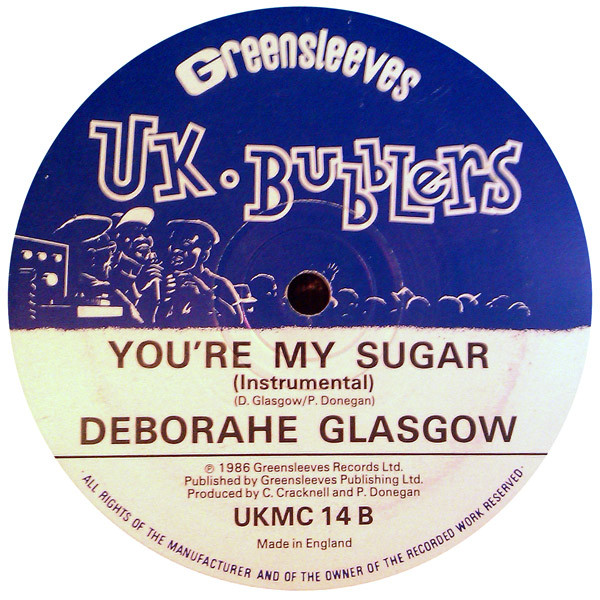 Greensleeves
UK·Bubblers
YOU'RE MY SUGAR
(Instrumental)
(D. Glasgow/P. Donegan)
DEBORAHE GLASGOW
℗ 1986 Greensleeves Records Ltd.
Published by Greensleeves Publishing Ltd.
Produced by C. Cracknell and P. Donegan
UKMC 14 B
Made in England
·ALL RIGHTS OF THE MANUFACTURER AND OF THE OWNER OF THE RECORDED WORK RESERVED·